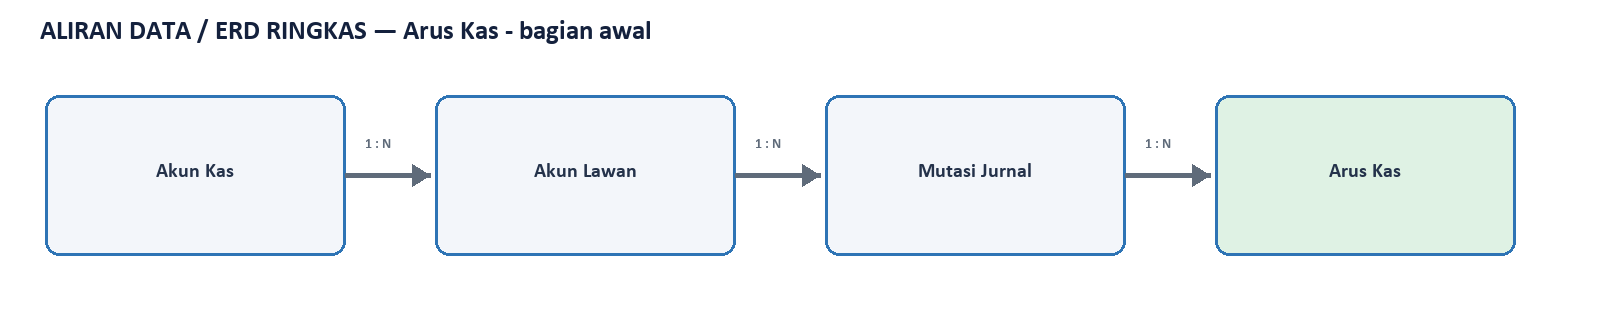 ALIRAN DATA / ERD RINGKAS — Arus Kas - bagian awal
1 : N
1 : N
1 : N
Akun Kas
Akun Lawan
Mutasi Jurnal
Arus Kas